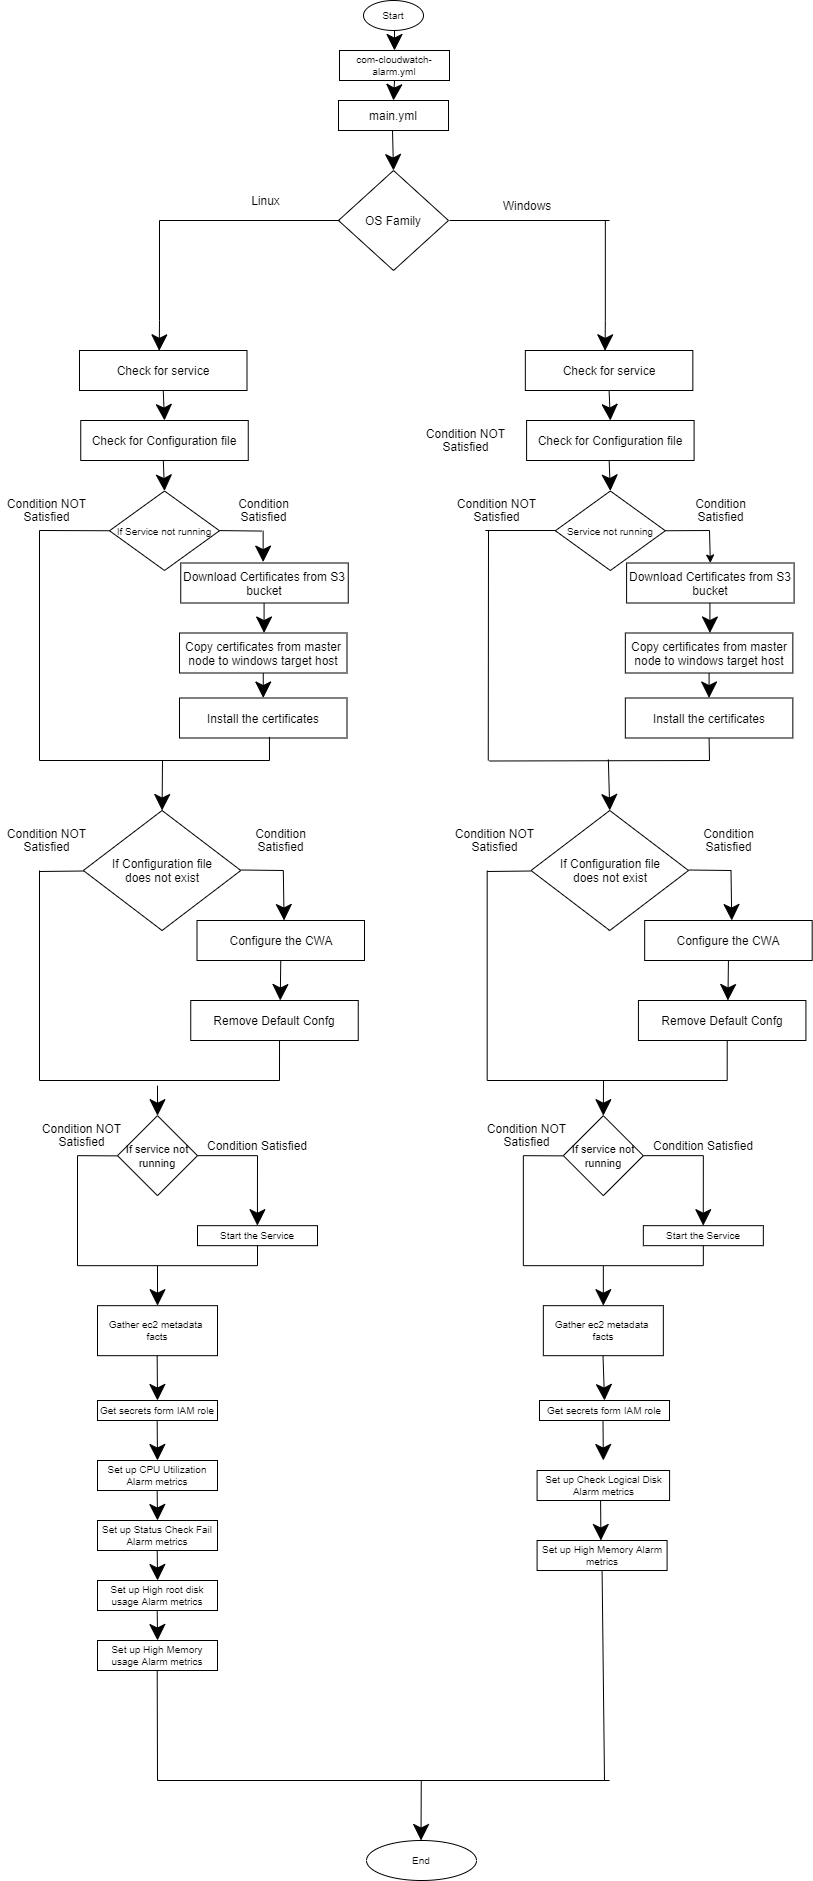 Start
com-cloudwatch-
alarm.yml
main.yml
Linux
Windows
OS Family
Check for service
Check for service
Check for Configuration file
Condition NOT
Satisfied
Check for Configuration file
Condition NOT
Satisfied
Condition
Satisfied
If Service not running
Condition NOT
Satisfied
Condition
Satisfied
Service not running
Download Certificates from S3
bucket
Download Certificates from S3
bucket
Copy certificates from master
node to windows target host
Copy certificates from master
node to windows target host
Install the certificates
Install the certificates
Condition NOT
Satisfied
Condition
Satisfied
If Configuration file
does not exist
Condition NOT
Satisfied
Condition
Satisfied
If Configuration file
does not exist
Configure the CWA
Configure the CWA
Remove Default Confg
Remove Default Confg
Condition NOT
Satisfied
If service not
running
Condition Satisfied
Condition NOT
Satisfied
If service not
running
Condition Satisfied
Start the Service
Start the Service
Gather ec2 metadata
facts
Gather ec2 metadata
facts
Get secrets form IAM role
Get secrets form IAM role
Set up CPU Utilization
Alarm metrics
Set up Check Logical Disk
Alarm metrics
Set up Status Check Fail
Alarm metrics
Set up High Memory Alarm
metrics
Set up High root disk
usage Alarm metrics
Set up High Memory
usage Alarm metrics
End